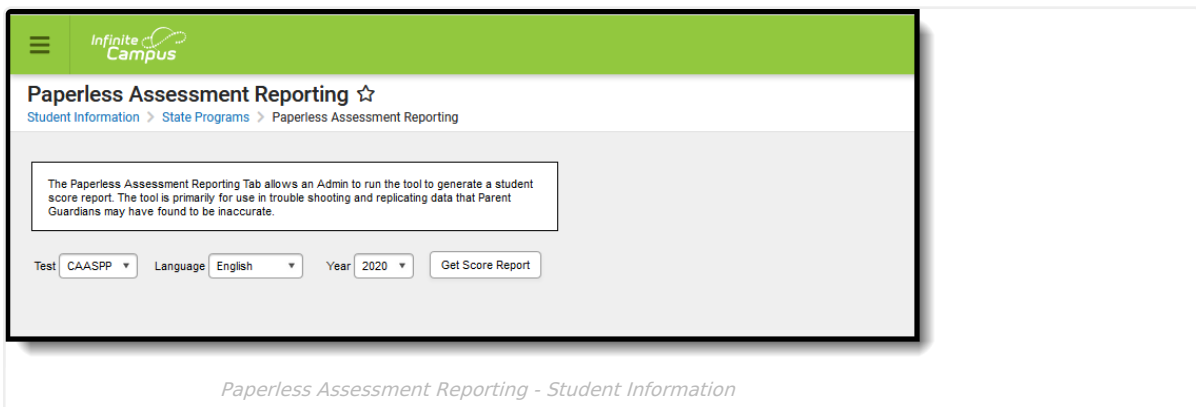 Infinite
Campus
Paperless Assessment Reporting
Student Information > State Programs > Paperless Assessment Reporting
The Paperless Assessment Reporting Tab allows an Admin to run the tool to generate a student
score report. The tool is primarily for use in trouble shooting and replicating data that Parent
Guardians may have found to be inaccurate.
Test CAASPP Language English Year 2020 Get Score Report
Paperless Assessment Reporting - Student Information